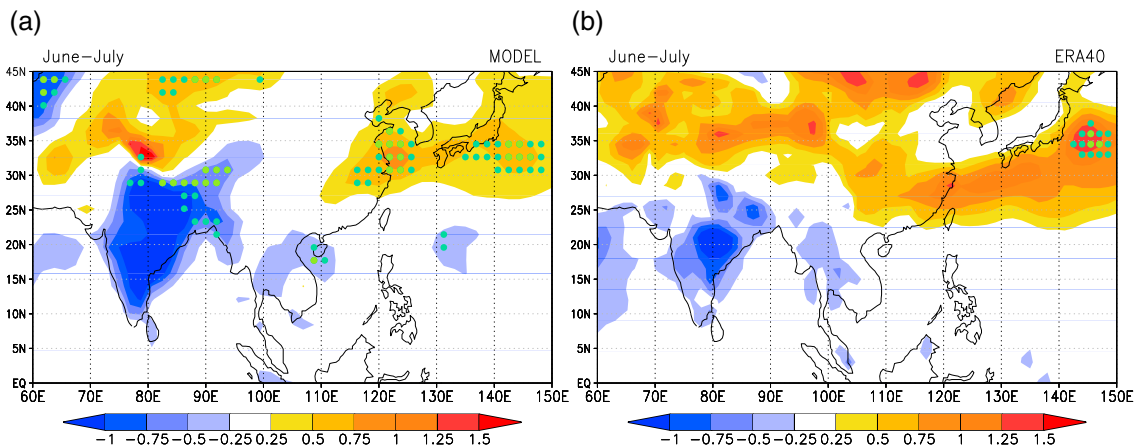 (a)
June–July MODEL
45N
40N
35N
30N
25N
20N
15N
10N
5N
EQ
60E 70E 80E 90E 100E 110E 120E 130E 140E 150E
−1 −0.75 −0.5 −0.25 0.25 0.5 0.75 1 1.25 1.5
(b)
June–July ERA40
45N
40N
35N
30N
25N
20N
15N
10N
5N
EQ
60E 70E 80E 90E 100E 110E 120E 130E 140E 150E
−1 −0.75 −0.5 −0.25 0.25 0.5 0.75 1 1.25 1.5